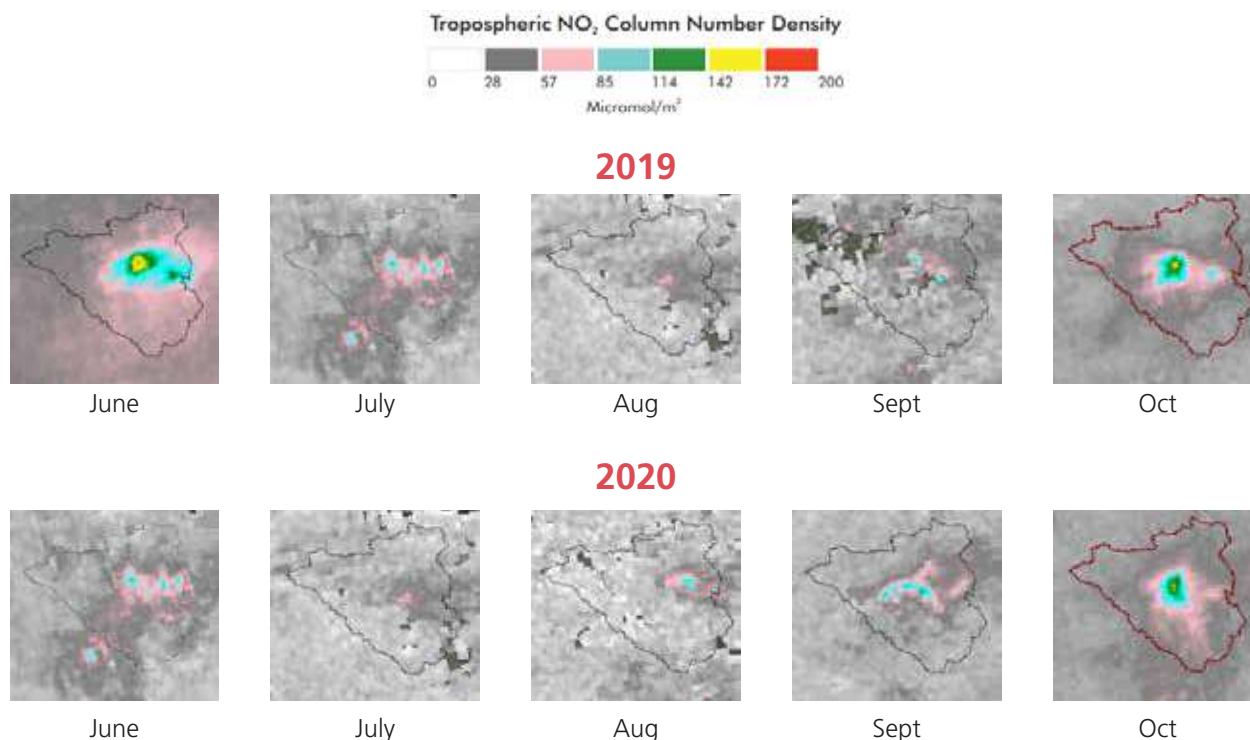 Tropospheric NO₂ Column Number Density
0 28 57 85 114 142 172 200
Micromol/m²
2019
June July Aug Sept Oct
2020
June July Aug Sept Oct